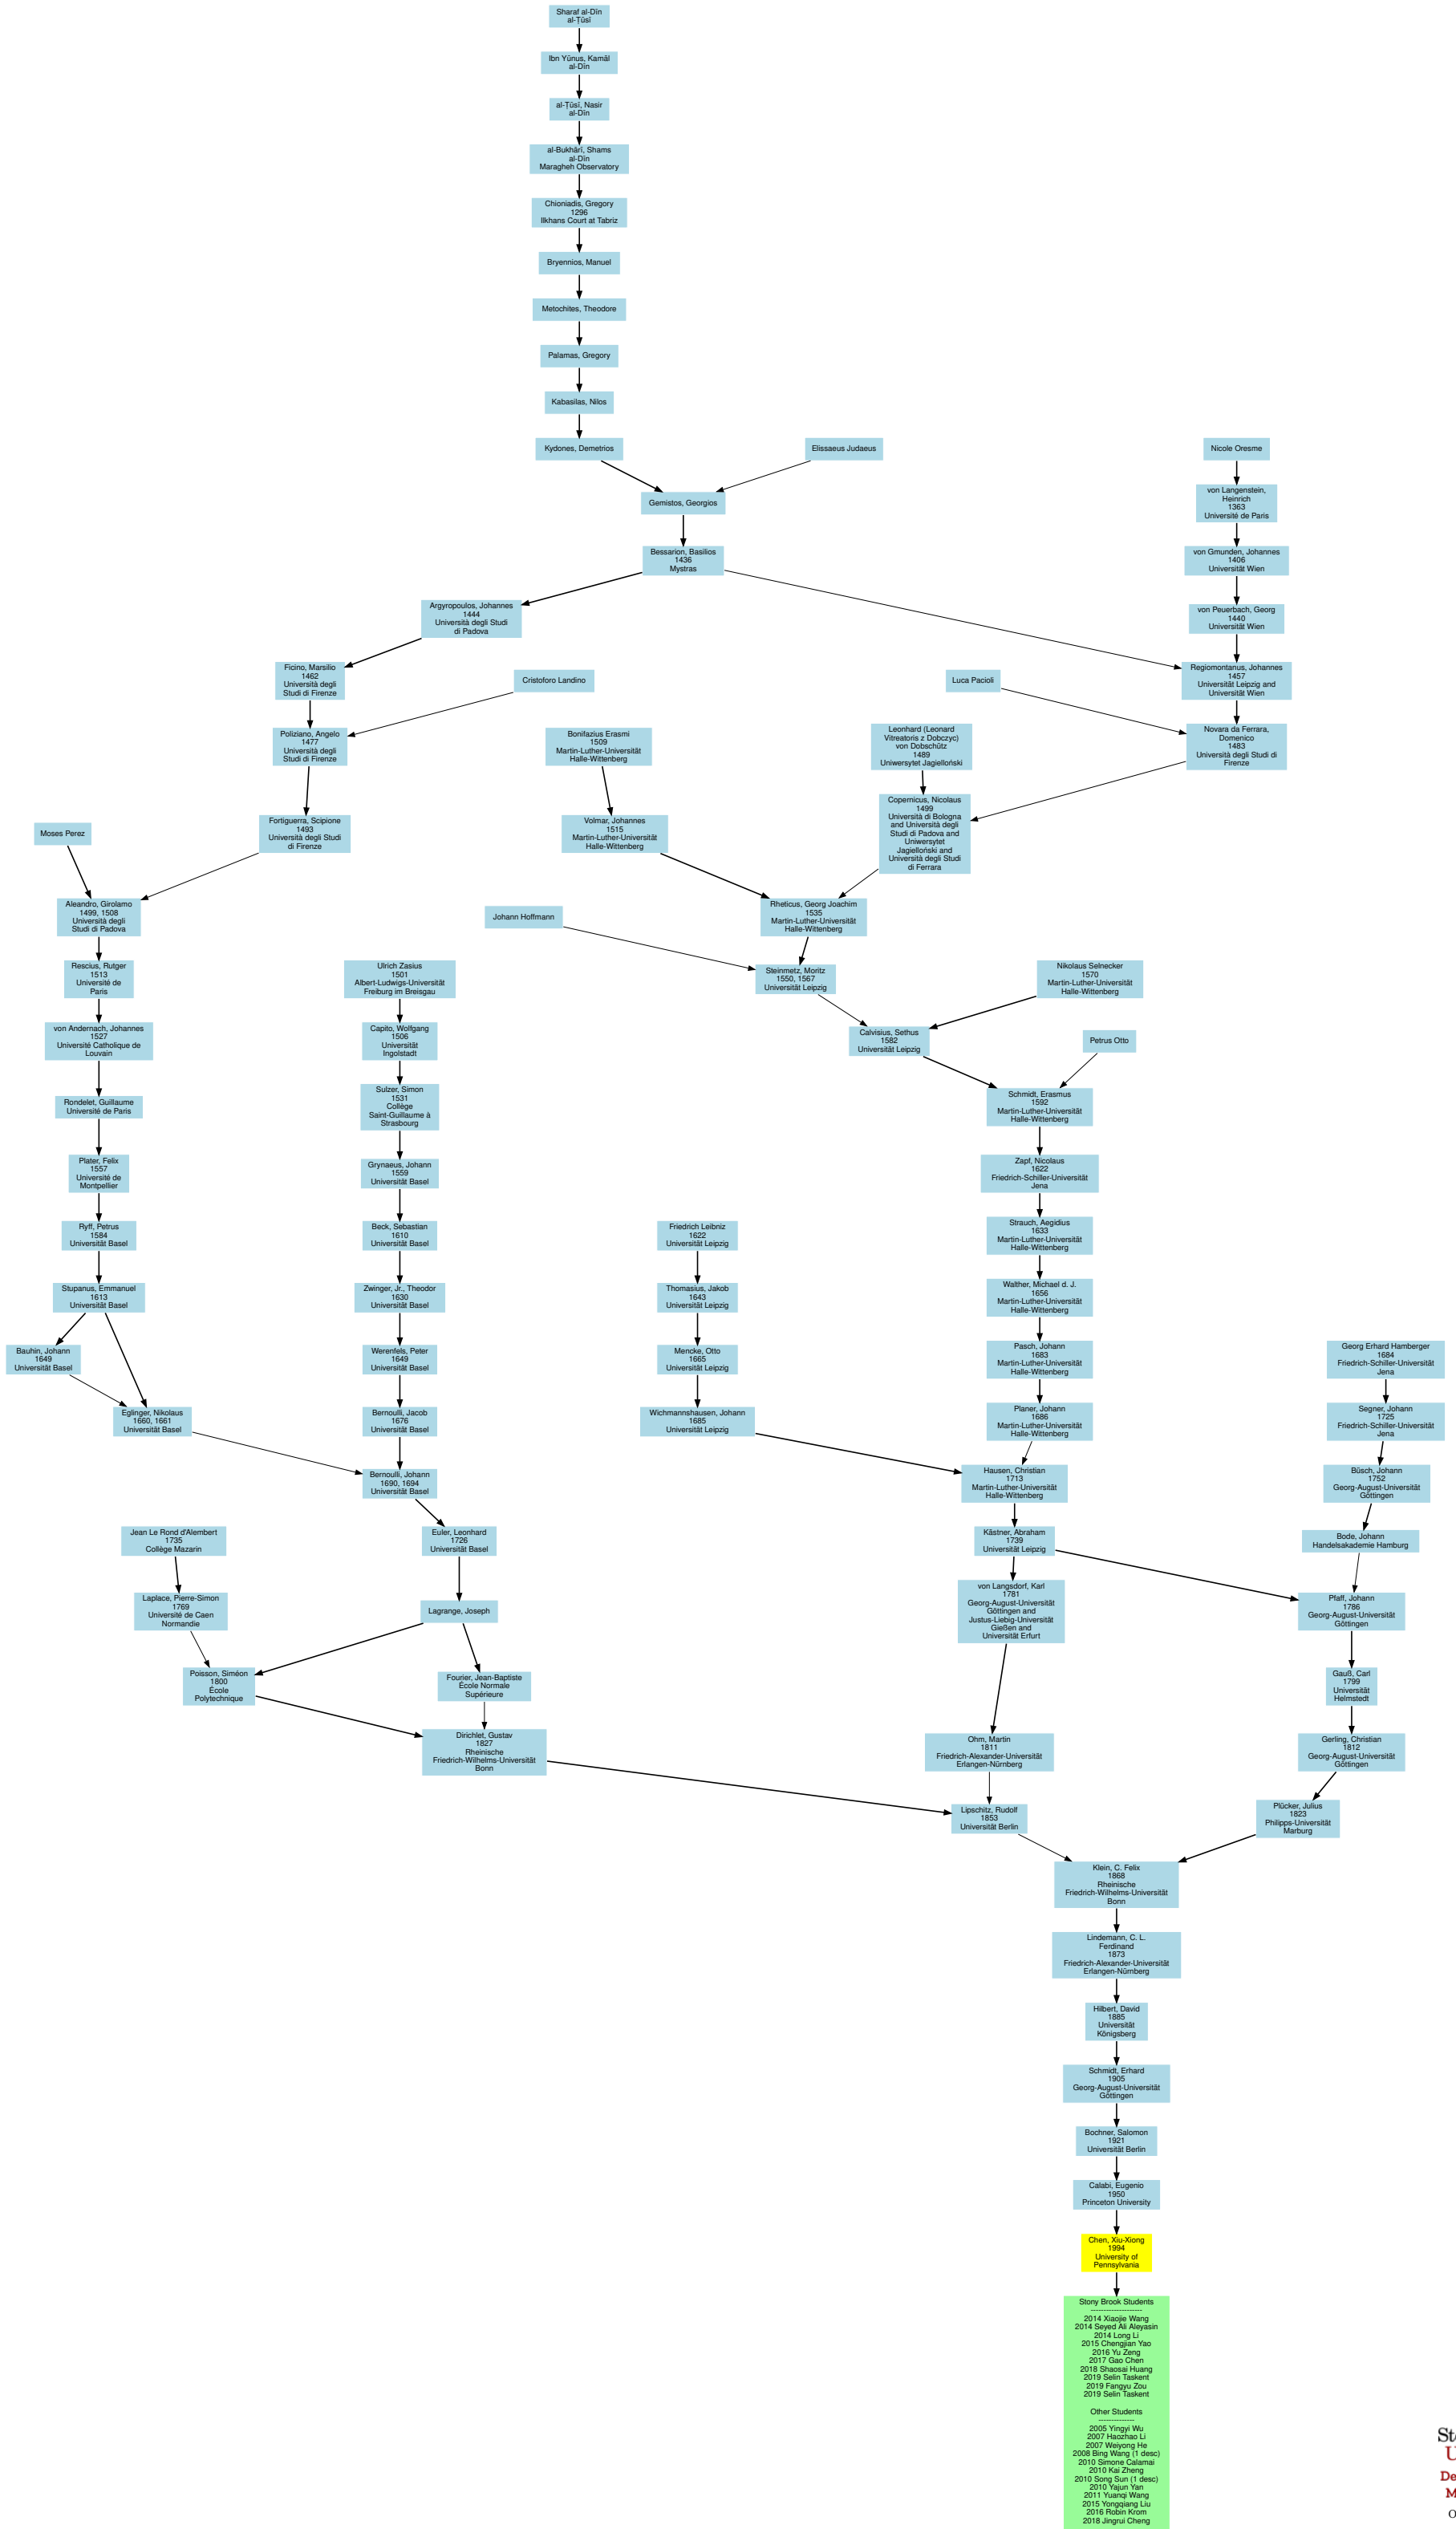 Sharaf al-Dīn
al-Ṭūsī
Ibn Yūnus, Kamāl
al-Dīn
al-Ṭūsī, Nasir
al-Dīn
al-Bukhārī, Shams
al-Dīn
Maragheh Observatory
Chioniadis, Gregory
1296
Ilkhans Court at Tabriz
Bryennios, Manuel
Metochites, Theodore
Palamas, Gregory
Kabasilas, Nilos
Kydones, Demetrios
Elissaeus Judaeus
Nicole Oresme
Gemistos, Georgios
von Langenstein,
Heinrich
1363
Université de Paris
Bessarion, Basilios
1436
Mystras
von Gmunden, Johannes
1406
Universität Wien
Argyropoulos, Johannes
1444
Università degli Studi
di Padova
von Peuerbach, Georg
1440
Universität Wien
Ficino, Marsilio
1462
Università degli
Studi di Firenze
Cristoforo Landino
Luca Pacioli
Regiomontanus, Johannes
1457
Universität Leipzig and
Universität Wien
Poliziano, Angelo
1477
Università degli
Studi di Firenze
Bonifazius Erasmi
1509
Martin-Luther-Universität
Halle-Wittenberg
Leonhard (Leonard
Vitreatoris z Dobczyc)
von Dobschütz
1489
Uniwersytet Jagielloński
Novara da Ferrara,
Domenico
1483
Università degli Studi di
Firenze
Moses Perez
Fortiguerra, Scipione
1493
Università degli Studi
di Firenze
Volmar, Johannes
1515
Martin-Luther-Universität
Halle-Wittenberg
Copernicus, Nicolaus
1499
Università di Bologna
and Università degli
Studi di Padova and
Uniwersytet
Jagielloński and
Università degli Studi
di Ferrara
Aleandro, Girolamo
1499, 1508
Università degli
Studi di Padova
Johann Hoffmann
Rheticus, Georg Joachim
1535
Martin-Luther-Universität
Halle-Wittenberg
Rescius, Rutger
1513
Université de
Paris
Ulrich Zasius
1501
Albert-Ludwigs-Universität
Freiburg im Breisgau
Steinmetz, Moritz
1550, 1567
Universität Leipzig
Nikolaus Selnecker
1570
Martin-Luther-Universität
Halle-Wittenberg
von Andernach, Johannes
1527
Université Catholique de
Louvain
Capito, Wolfgang
1506
Universität
Ingolstadt
Calvisius, Sethus
1582
Universität Leipzig
Petrus Otto
Rondelet, Guillaume
Université de Paris
Sulzer, Simon
1531
Collège
Saint-Guillaume à
Strasbourg
Schmidt, Erasmus
1592
Martin-Luther-Universität
Halle-Wittenberg
Plater, Felix
1557
Université de
Montpellier
Grynaeus, Johann
1559
Universität Basel
Zapf, Nicolaus
1622
Friedrich-Schiller-Universität
Jena
Ryff, Petrus
1584
Universität Basel
Beck, Sebastian
1610
Universität Basel
Friedrich Leibniz
1622
Universität Leipzig
Strauch, Aegidius
1633
Martin-Luther-Universität
Halle-Wittenberg
Stupanus, Emmanuel
1613
Universität Basel
Zwinger, Jr., Theodor
1630
Universität Basel
Thomasius, Jakob
1643
Universität Leipzig
Walther, Michael d. J.
1656
Martin-Luther-Universität
Halle-Wittenberg
Bauhin, Johann
1649
Universität Basel
Werenfels, Peter
1649
Universität Basel
Mencke, Otto
1665
Universität Leipzig
Pasch, Johann
1683
Martin-Luther-Universität
Halle-Wittenberg
Georg Erhard Hamberger
1684
Friedrich-Schiller-Universität
Jena
Eglinger, Nikolaus
1660, 1661
Universität Basel
Bernoulli, Jacob
1676
Universität Basel
Wichmannshausen, Johann
1685
Universität Leipzig
Planer, Johann
1686
Martin-Luther-Universität
Halle-Wittenberg
Segner, Johann
1725
Friedrich-Schiller-Universität
Jena
Bernoulli, Johann
1690, 1694
Universität Basel
Hausen, Christian
1713
Martin-Luther-Universität
Halle-Wittenberg
Büsch, Johann
1752
Georg-August-Universität
Göttingen
Jean Le Rond d'Alembert
1735
Collège Mazarin
Euler, Leonhard
1726
Universität Basel
Kästner, Abraham
1739
Universität Leipzig
Bode, Johann
Handelsakademie Hamburg
Laplace, Pierre-Simon
1769
Université de Caen
Normandie
Lagrange, Joseph
von Langsdorf, Karl
1781
Georg-August-Universität
Göttingen and
Justus-Liebig-Universität
Gießen and
Universität Erfurt
Pfaff, Johann
1786
Georg-August-Universität
Göttingen
Poisson, Siméon
1800
École
Polytechnique
Fourier, Jean-Baptiste
École Normale
Supérieure
Gauß, Carl
1799
Universität
Helmstedt
Dirichlet, Gustav
1827
Rheinische
Friedrich-Wilhelms-Universität
Bonn
Ohm, Martin
1811
Friedrich-Alexander-Universität
Erlangen-Nürnberg
Gerling, Christian
1812
Georg-August-Universität
Göttingen
Lipschitz, Rudolf
1853
Universität Berlin
Plücker, Julius
1823
Philipps-Universität
Marburg
Klein, C. Felix
1868
Rheinische
Friedrich-Wilhelms-Universität
Bonn
Lindemann, C. L.
Ferdinand
1873
Friedrich-Alexander-Universität
Erlangen-Nürnberg
Hilbert, David
1885
Universität
Königsberg
Schmidt, Erhard
1905
Georg-August-Universität
Göttingen
Bochner, Salomon
1921
Universität Berlin
Calabi, Eugenio
1950
Princeton University
Chen, Xiu-Xiong
1994
University of
Pennsylvania
Stony Brook Students
--------------------
2014 Xiaojie Wang
2014 Seyed Ali Aleyasin
2014 Long Li
2015 Chengjian Yao
2016 Yu Zeng
2017 Gao Chen
2018 Shaosai Huang
2019 Selin Taskent
2019 Fangyu Zou
2019 Selin Taskent
Other Students
--------------
2005 Yingyi Wu
2007 Haozhao Li
2007 Weiyong He
2008 Bing Wang (1 desc)
2010 Simone Calamai
2010 Kai Zheng
2010 Song Sun (1 desc)
2010 Yajun Yan
2011 Yuanqi Wang
2015 Yongqiang Liu
2016 Robin Krom
2018 Jingrui Cheng
St
U
De
M
O